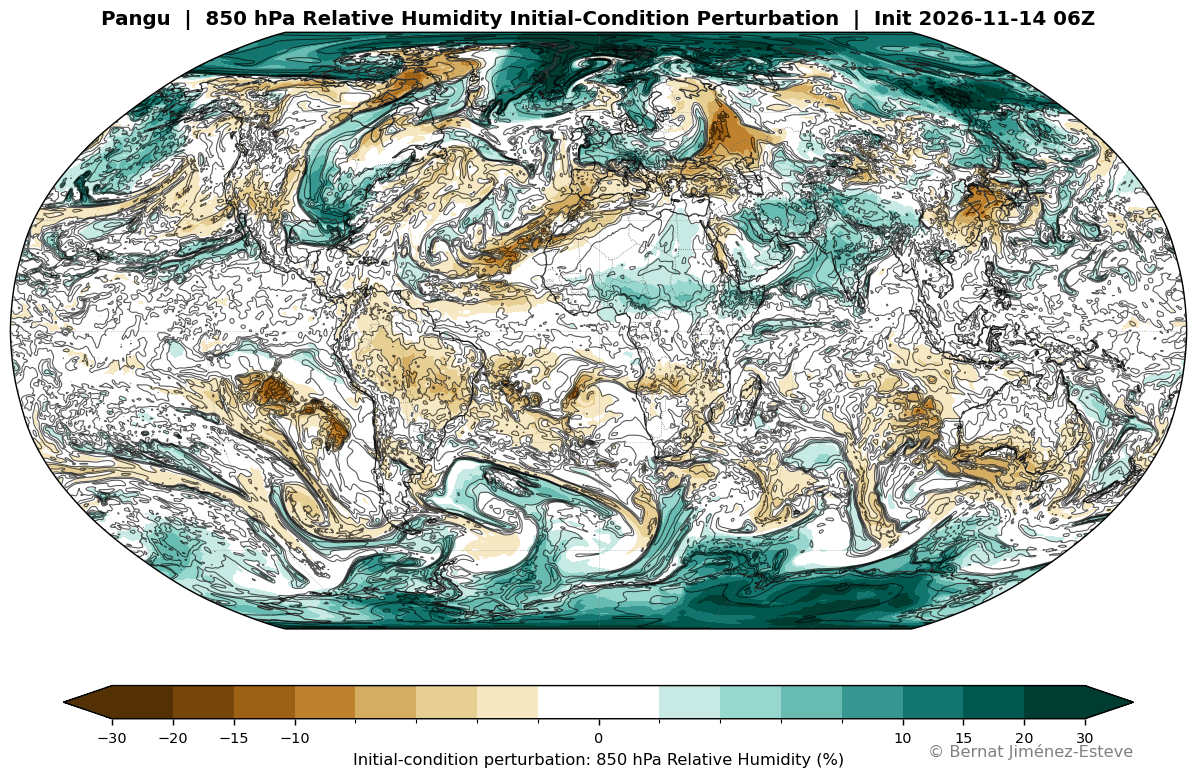 Pangu | 850 hPa Relative Humidity Initial-Condition Perturbation | Init 2026-11-14 06Z
−30 −20 −15 −10 0 10 15 20 30
Initial-condition perturbation: 850 hPa Relative Humidity (%)
© Bernat Jiménez-Esteve